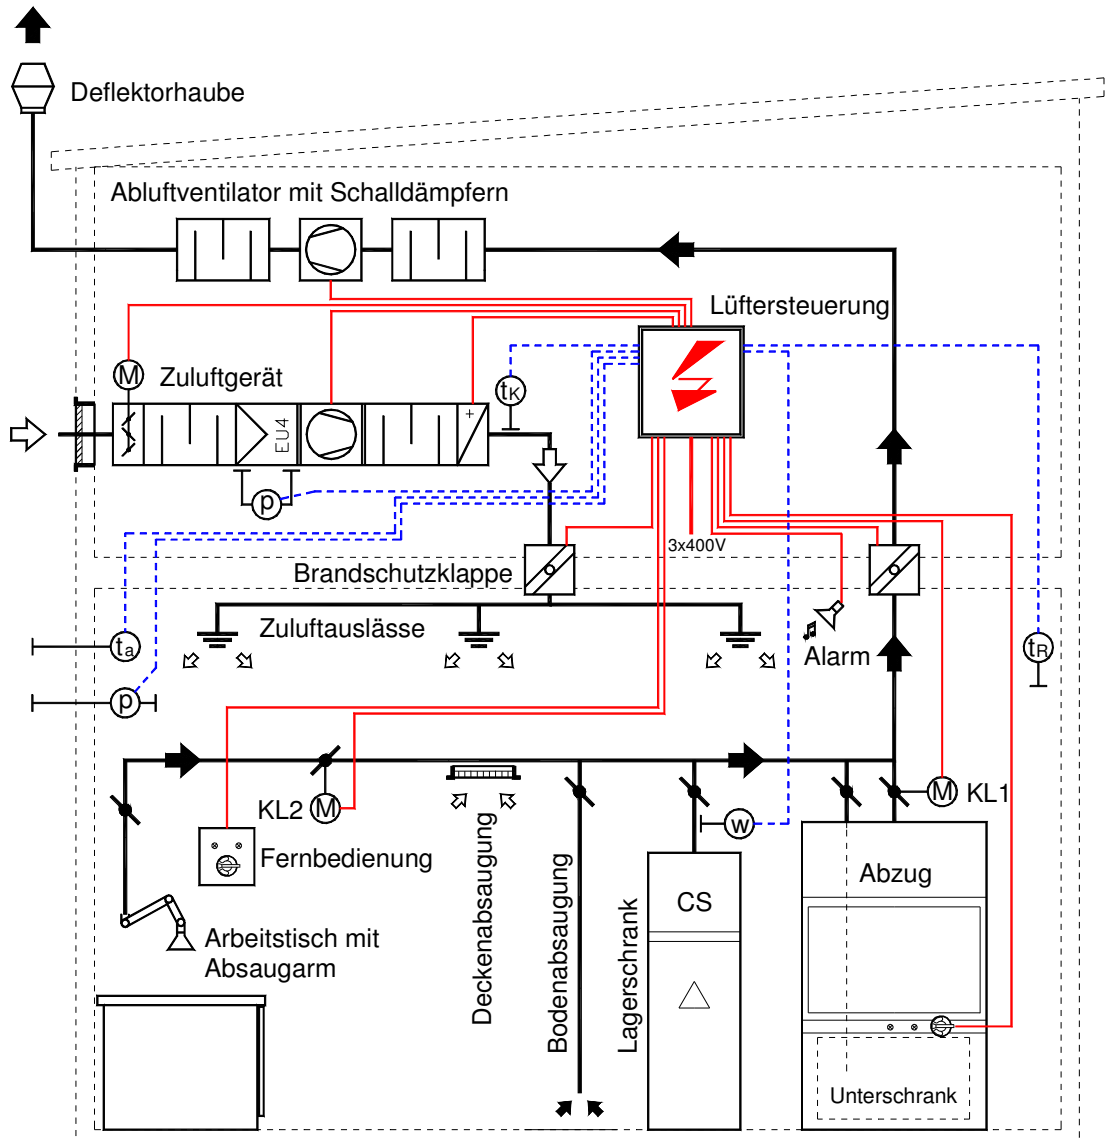 Deflektorhaube
Abluftventilator mit Schalldämpfern
Lüftersteuerung
M
Zuluftgerät
tK
+
EU4
p
3x400V
Brandschutzklappe
Zuluftauslässe
ta
Alarm
tR
p
KL2
M
M
KL1
w
Fernbedienung
Deckenabsaugung
Bodenabsaugung
Lagerschrank
CS
Abzug
Arbeitstisch mit
Absaugarm
Unterschrank